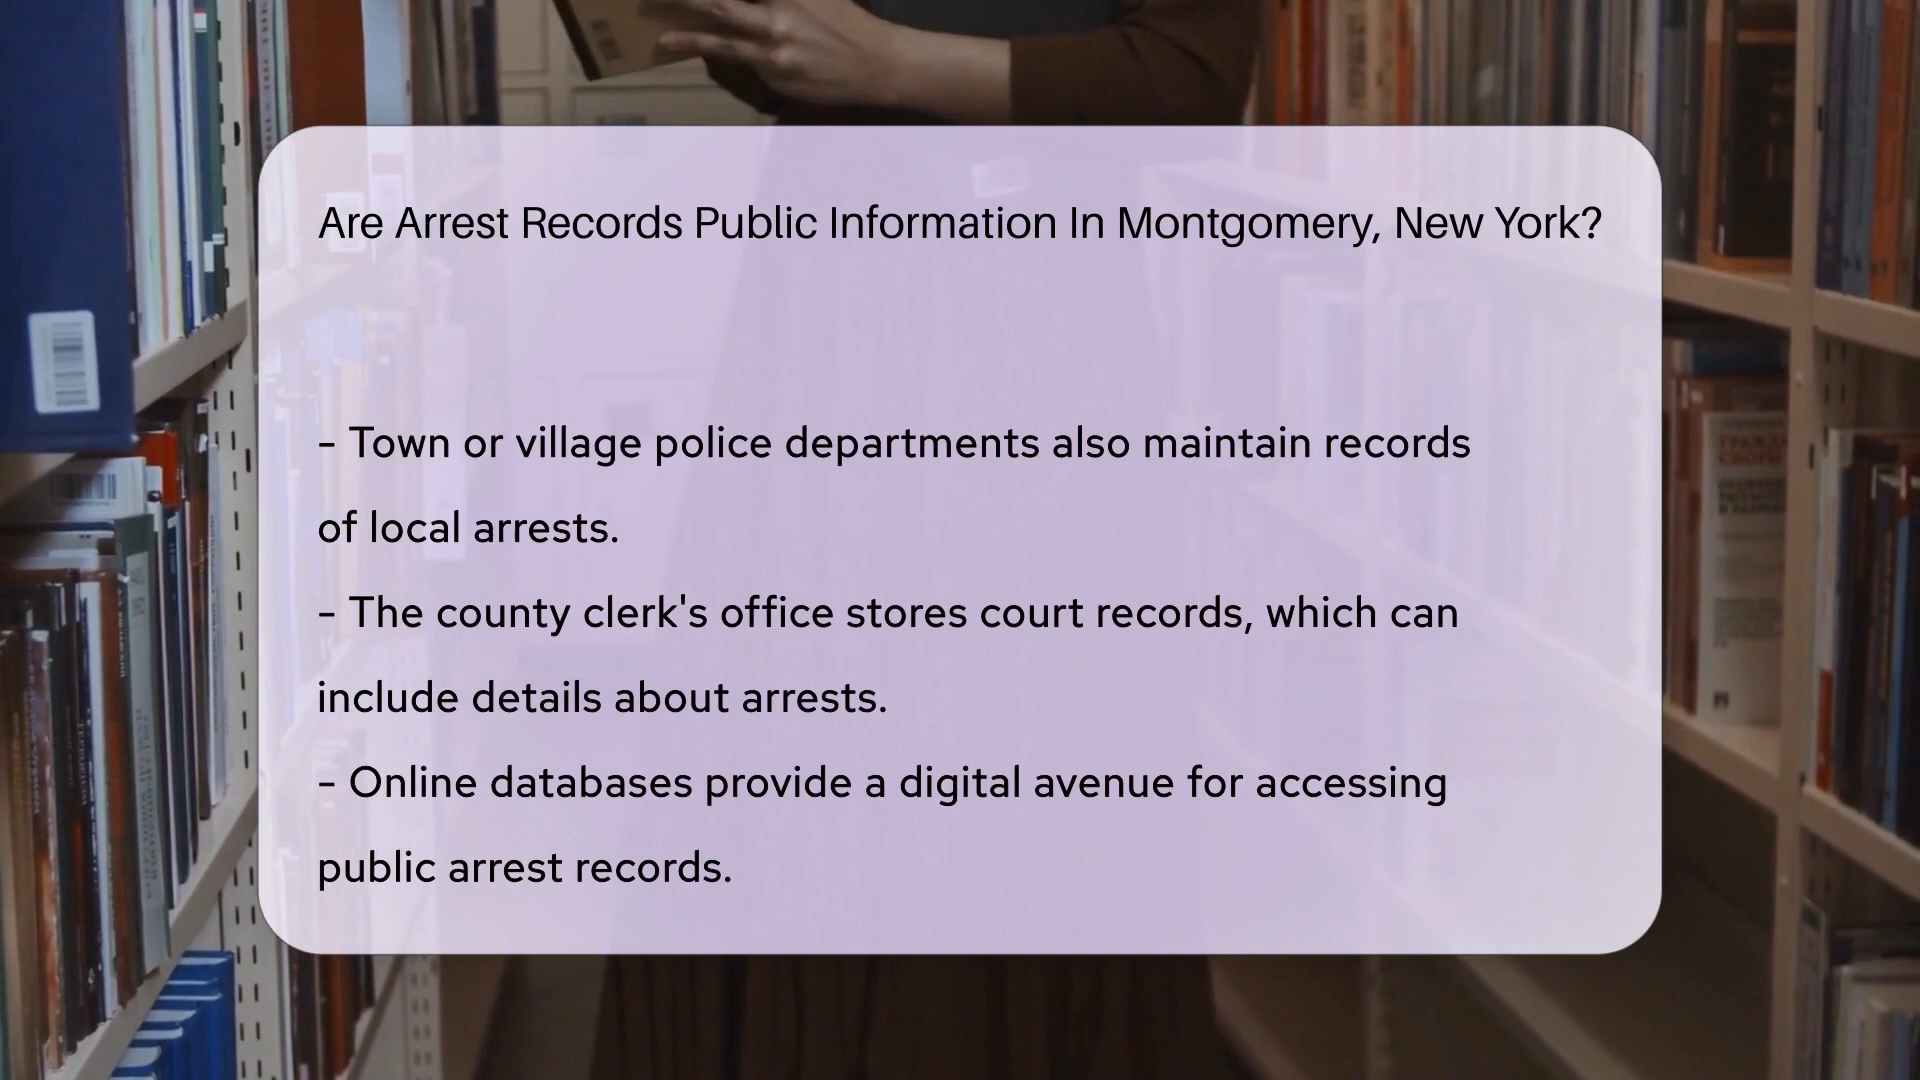 Are Arrest Records Public Information In Montgomery, New York?
- Town or village police departments also maintain records
of local arrests.
- The county clerk's office stores court records, which can
include details about arrests.
- Online databases provide a digital avenue for accessing
public arrest records.